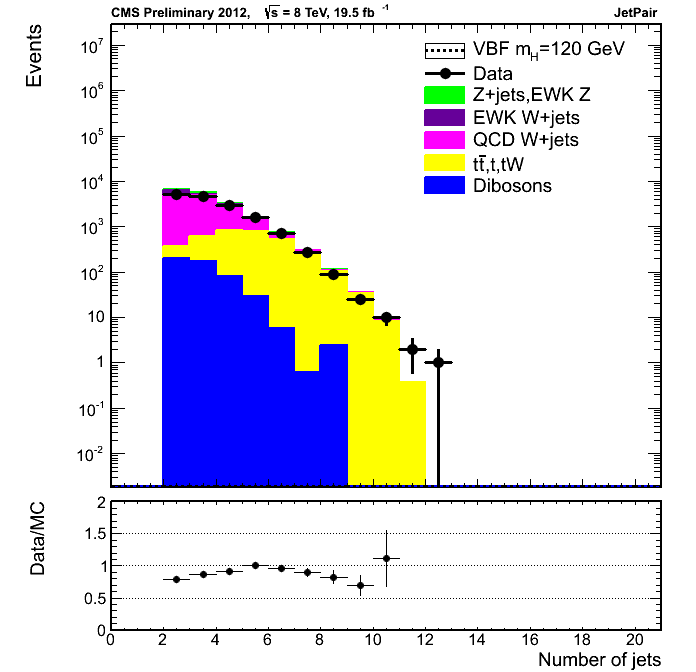 CMS Preliminary 2012, √s = 8 TeV, 19.5 fb⁻¹ JetPair
Events
10⁷
10⁶
10⁵
10⁴
10³
10²
10
1
10⁻¹
10⁻²
VBF m_H=120 GeV
Data
Z+jets,EWK Z
EWK W+jets
QCD W+jets
tt̅,t,tW
Dibosons
Data/MC
2
1.5
1
0.5
0
0 2 4 6 8 10 12 14 16 18 20
Number of jets